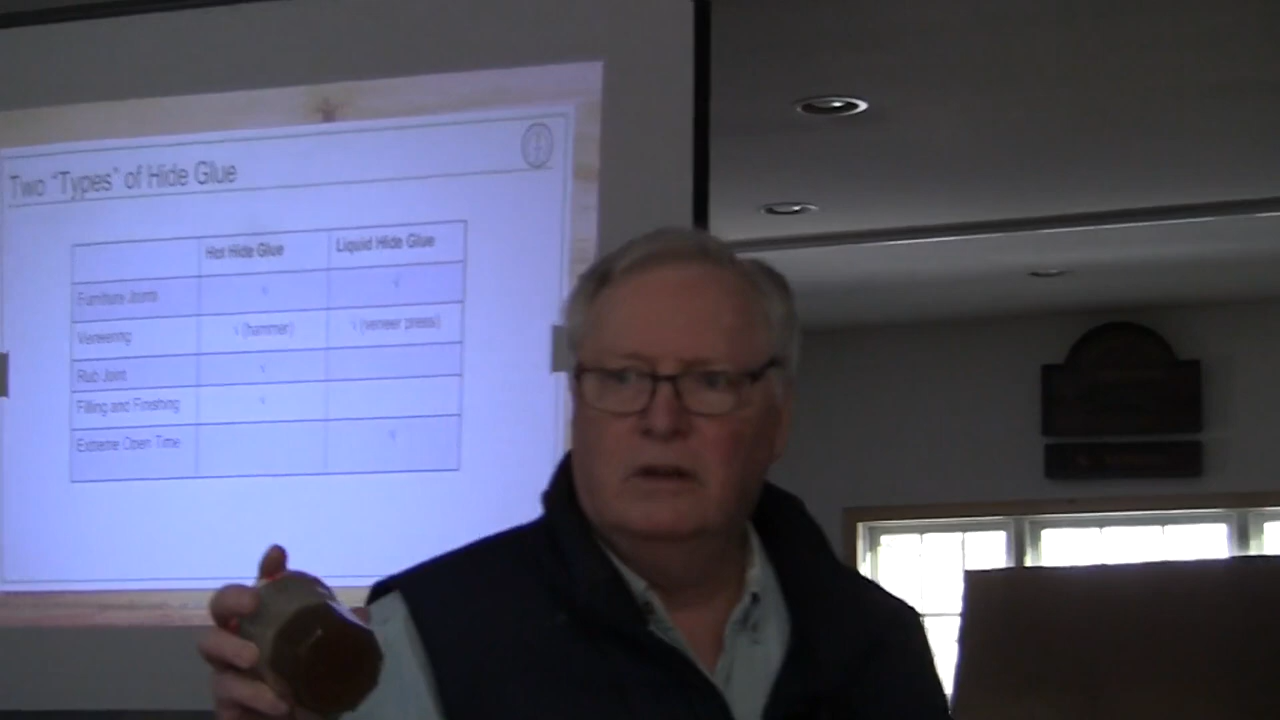 Two "Types" of Hide Glue
Hot Hide Glue Liquid Hide Glue
Furniture Joints √ √
Veneering √ (hammer) √ (veneer press)
Rub Joint √
Filling and Finishing √
Extreme Open Time √